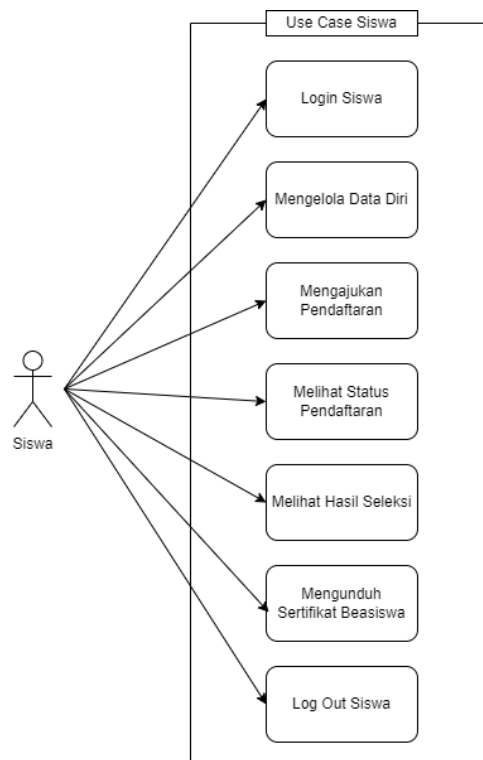 Use Case Siswa
Login Siswa
Mengelola Data Diri
Mengajukan
Pendaftaran
Melihat Status
Pendaftaran
Siswa
Melihat Hasil Seleksi
Mengunduh
Sertifikat Beasiswa
Log Out Siswa